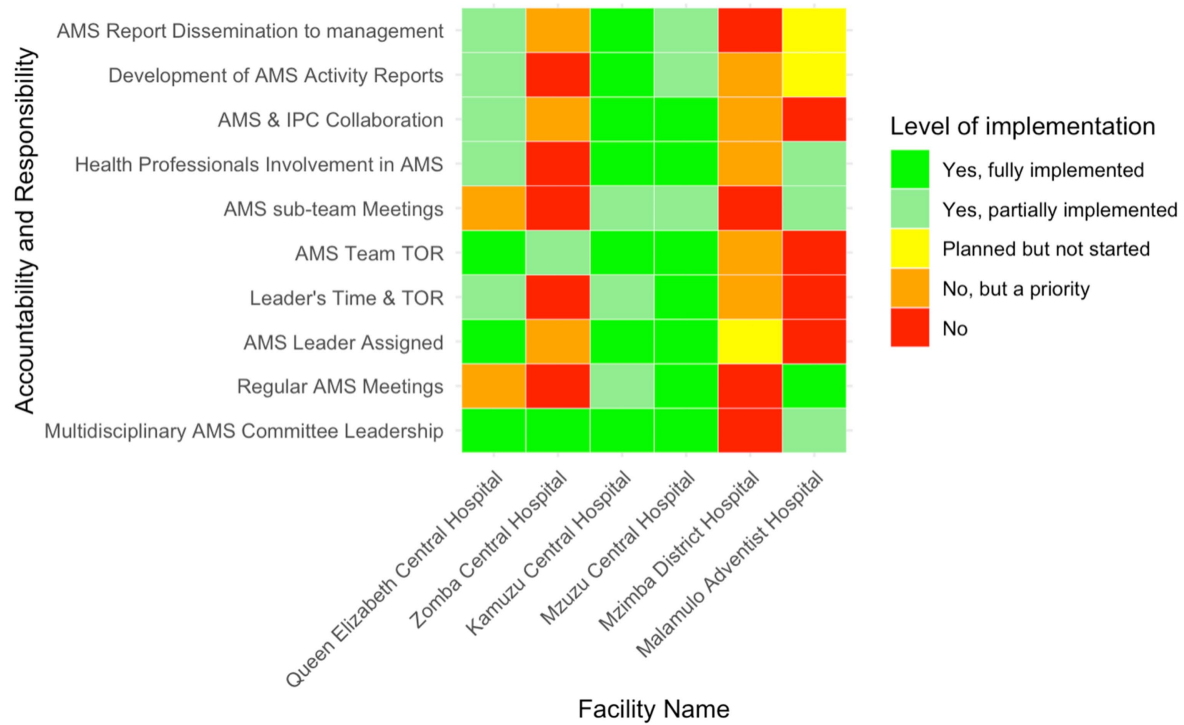 Accountability and Responsibility
AMS Report Dissemination to management
Development of AMS Activity Reports
AMS & IPC Collaboration
Health Professionals Involvement in AMS
AMS sub-team Meetings
AMS Team TOR
Leader's Time & TOR
AMS Leader Assigned
Regular AMS Meetings
Multidisciplinary AMS Committee Leadership
Queen Elizabeth Central Hospital
Zomba Central Hospital
Kamuzu Central Hospital
Mzuzu Central Hospital
Mzimba District Hospital
Malamulo Adventist Hospital
Facility Name
Level of implementation
Yes, fully implemented
Yes, partially implemented
Planned but not started
No, but a priority
No